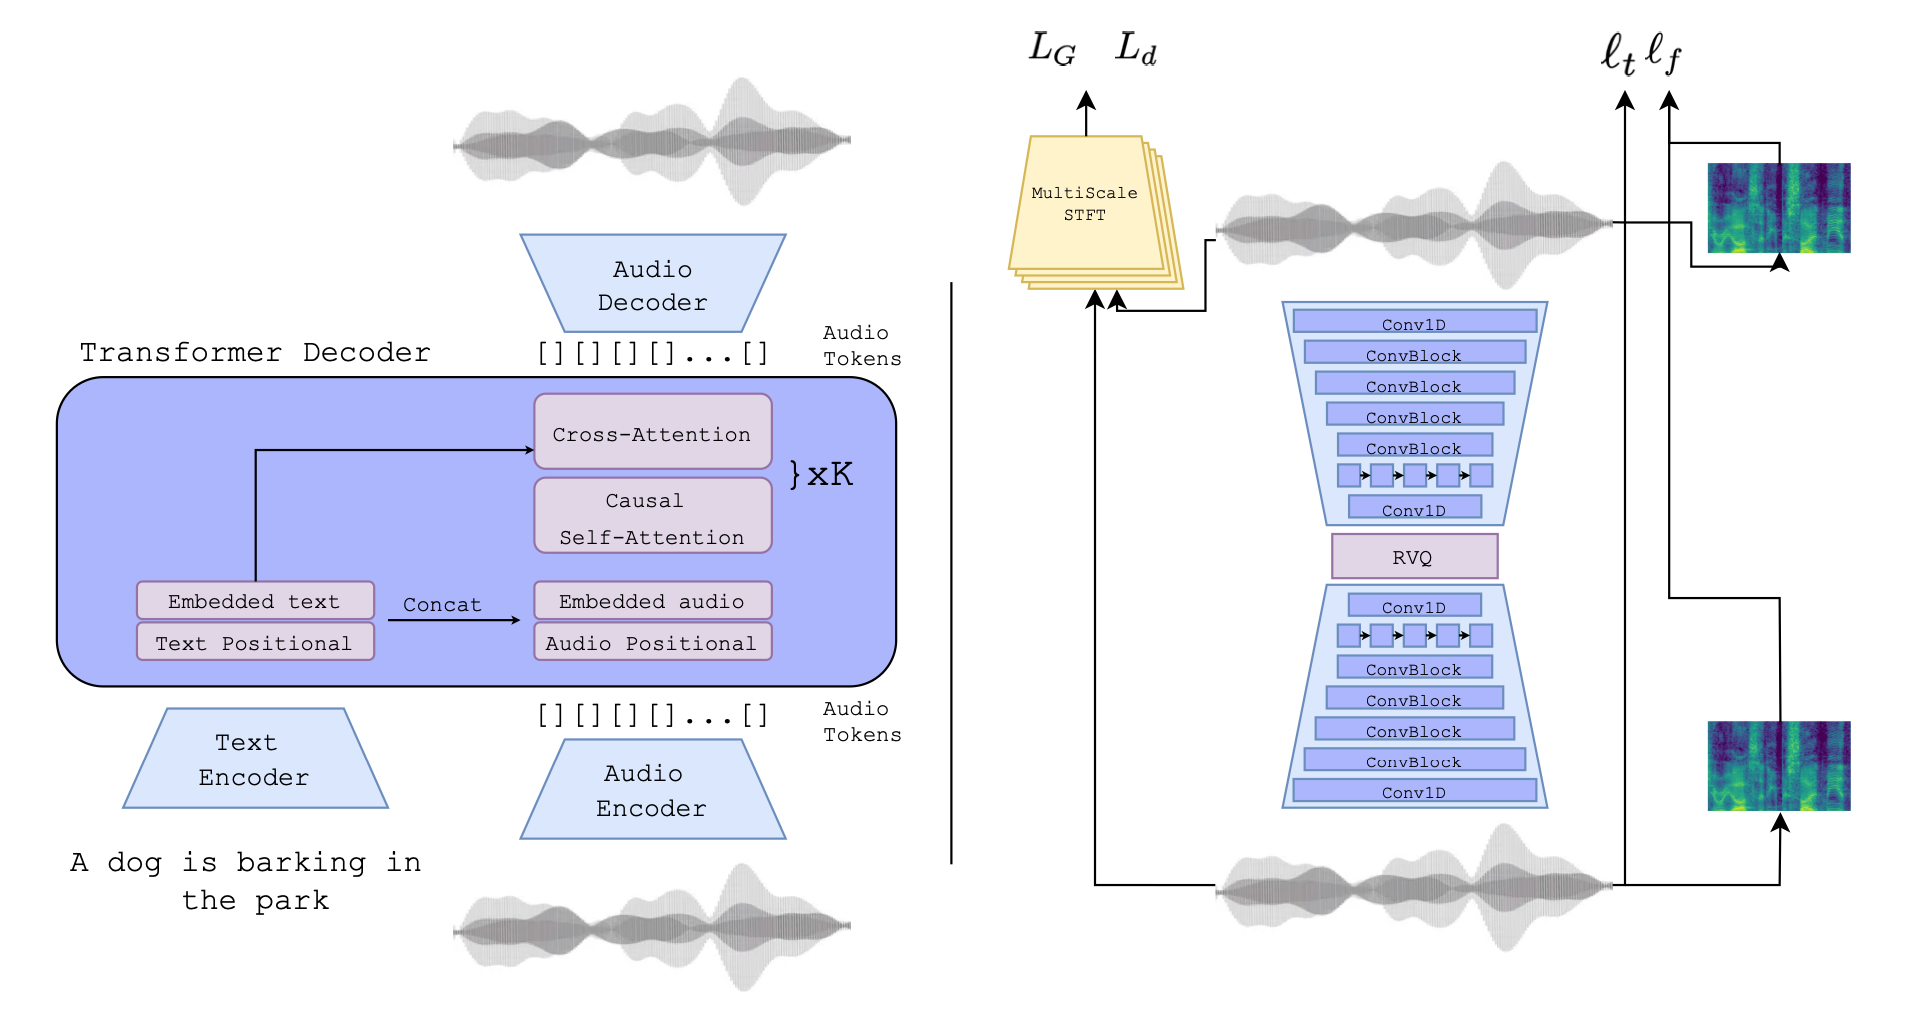 Audio
Decoder
Transformer Decoder
[][][][]...[]
Audio
Tokens
Cross-Attention
}xK
Causal
Self-Attention
Embedded text
Concat
Embedded audio
Text Positional
Audio Positional
[][][][]...[]
Audio
Tokens
Text
Encoder
Audio
Encoder
A dog is barking in
the park
L_G L_d
ℓ_t ℓ_f
MultiScale
STFT
Conv1D
ConvBlock
ConvBlock
ConvBlock
ConvBlock
Conv1D
RVQ
Conv1D
ConvBlock
ConvBlock
ConvBlock
ConvBlock
Conv1D